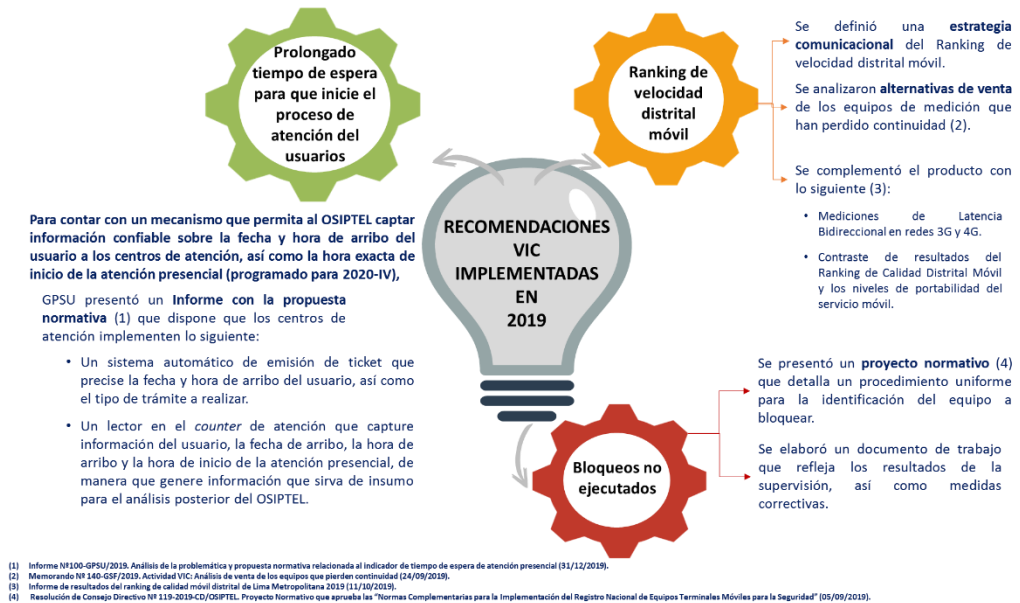 Prolongado
tiempo de espera
para que inicie el
proceso de
atención del
usuarios
Ranking de
velocidad
distrital
móvil
Se definió una estrategia
comunicacional del Ranking de
velocidad distrital móvil.
Se analizaron alternativas de venta
de los equipos de medición que
han perdido continuidad (2).
Se complementó el producto con
lo siguiente (3):
• Mediciones de Latencia
Bidireccional en redes 3G y 4G.
• Contraste de resultados del
Ranking de Calidad Distrital Móvil
y los niveles de portabilidad del
servicio móvil.
RECOMENDACIONES
VIC
IMPLEMENTADAS
EN
2019
Para contar con un mecanismo que permita al OSIPTEL captar
información confiable sobre la fecha y hora de arribo del
usuario a los centros de atención, así como la hora exacta de
inicio de la atención presencial (programado para 2020-IV),
GPSU presentó un Informe con la propuesta
normativa (1) que dispone que los centros de
atención implementen lo siguiente:
• Un sistema automático de emisión de ticket que
precise la fecha y hora de arribo del usuario, así como
el tipo de trámite a realizar.
• Un lector en el counter de atención que capture
información del usuario, la fecha de arribo, la hora de
arribo y la hora de inicio de la atención presencial, de
manera que genere información que sirva de insumo
para el análisis posterior del OSIPTEL.
Bloqueos no
ejecutados
Se presentó un proyecto normativo (4)
que detalla un procedimiento uniforme
para la identificación del equipo a
bloquear.
Se elaboró un documento de trabajo
que refleja los resultados de la
supervisión, así como medidas
correctivas.
(1) Informe Nº100-GPSU/2019. Análisis de la problemática y propuesta normativa relacionada al indicador de tiempo de espera de atención presencial (31/12/2019).
(2) Memorando Nº 140-GSF/2019. Actividad VIC: Análisis de venta de los equipos que pierden continuidad (24/09/2019).
(3) Informe de resultados del ranking de calidad móvil distrital de Lima Metropolitana 2019 (11/10/2019).
(4) Resolución de Consejo Directivo Nº 119-2019-CD/OSIPTEL. Proyecto Normativo que aprueba las "Normas Complementarias para la Implementación del Registro Nacional de Equipos Terminales Móviles para la Seguridad" (05/09/2019).